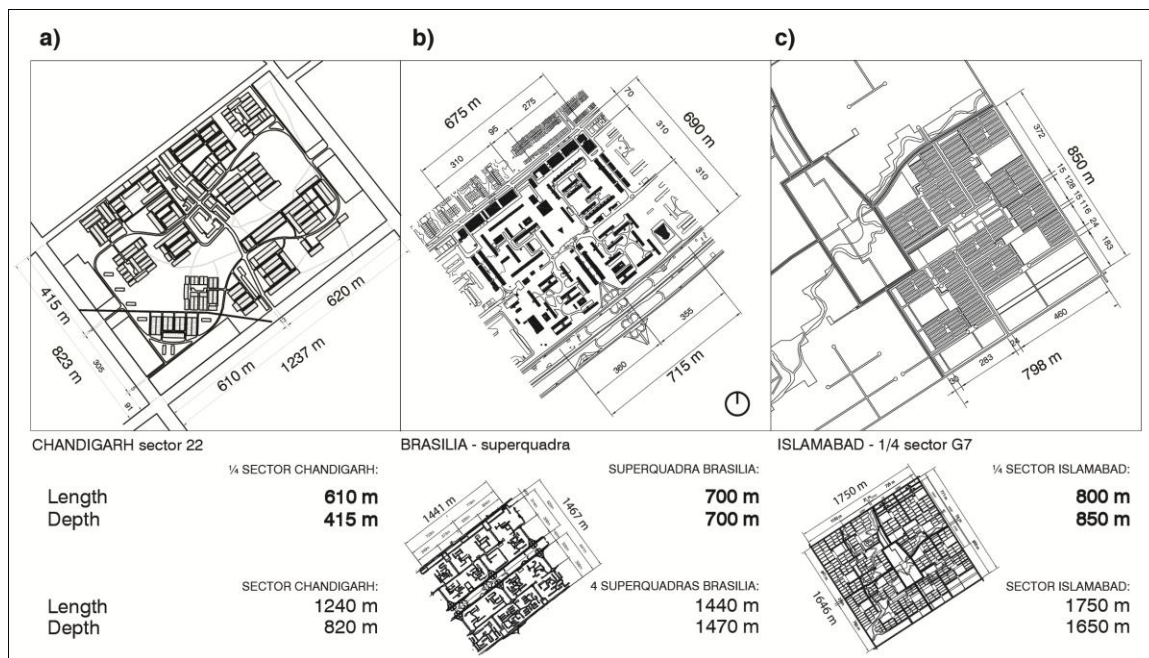 a)
b)
c)
415 m
823 m
305
91
610 m
1237 m
620 m
675 m
310
95
275
70
690 m
310
310
360
355
715 m
372
850 m
15
128
15
116
24
183
460
24
283
798 m
CHANDIGARH sector 22
BRASILIA - superquadra
ISLAMABAD - 1/4 sector G7
¼ SECTOR CHANDIGARH:
SUPERQUADRA BRASILIA:
¼ SECTOR ISLAMABAD:
Length 610 m 700 m 800 m
Depth 415 m 700 m 850 m
1441 m
1467 m
1750 m
1646 m
SECTOR CHANDIGARH:
4 SUPERQUADRAS BRASILIA:
SECTOR ISLAMABAD:
Length 1240 m 1440 m 1750 m
Depth 820 m 1470 m 1650 m